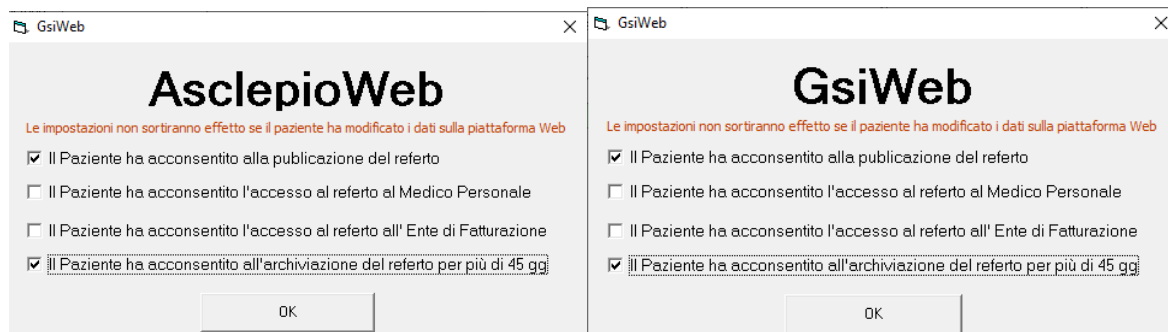 GsiWeb
AsclepioWeb
Le impostazioni non sortiranno effetto se il paziente ha modificato i dati sulla piattaforma Web
Il Paziente ha acconsentito alla publicazione del referto
Il Paziente ha acconsentito l'accesso al referto al Medico Personale
Il Paziente ha acconsentito l'accesso al referto all' Ente di Fatturazione
Il Paziente ha acconsentito all'archiviazione del referto per più di 45 gg
OK
GsiWeb
GsiWeb
Le impostazioni non sortiranno effetto se il paziente ha modificato i dati sulla piattaforma Web
Il Paziente ha acconsentito alla publicazione del referto
Il Paziente ha acconsentito l'accesso al referto al Medico Personale
Il Paziente ha acconsentito l'accesso al referto all' Ente di Fatturazione
Il Paziente ha acconsentito all'archiviazione del referto per più di 45 gg
OK